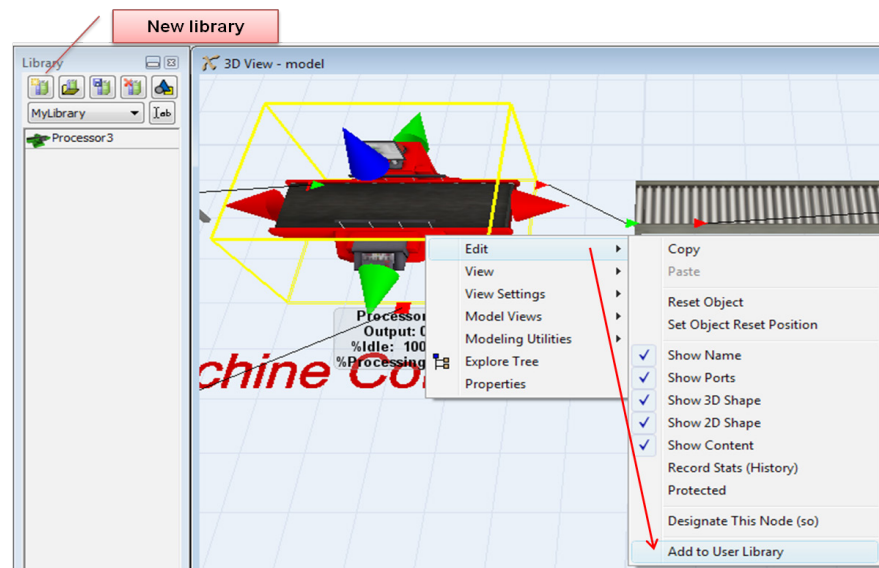 New library
Library
3D View - model
MyLibrary
ab
Processor3
Processor
Output: 0
%Idle: 100
%Processing
chine Co
Edit
View
View Settings
Model Views
Modeling Utilities
Explore Tree
Properties
Copy
Paste
Reset Object
Set Object Reset Position
Show Name
Show Ports
Show 3D Shape
Show 2D Shape
Show Content
Record Stats (History)
Protected
Designate This Node (so)
Add to User Library